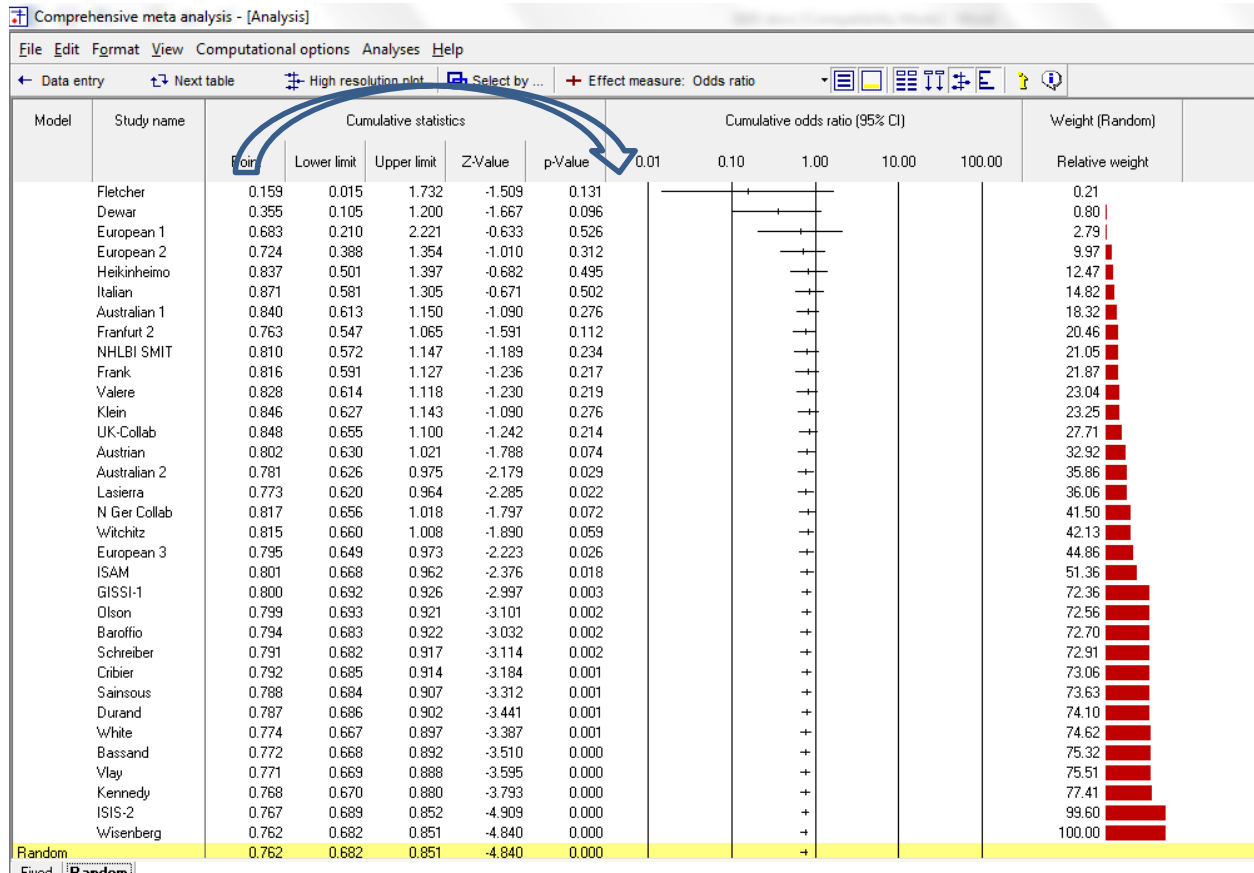 Comprehensive meta analysis - [Analysis]
File Edit Format View Computational options Analyses Help
← Data entry Next table High resolution plot Select by ... + Effect measure: Odds ratio
Model Study name Cumulative statistics Cumulative odds ratio (95% CI) Weight (Random)
Point Lower limit Upper limit Z-Value p-Value 0.01 0.10 1.00 10.00 100.00 Relative weight
Fletcher 0.159 0.015 1.732 -1.509 0.131 0.21
Dewar 0.355 0.105 1.200 -1.667 0.096 0.80
European 1 0.683 0.210 2.221 -0.633 0.526 2.79
European 2 0.724 0.388 1.354 -1.010 0.312 9.97
Heikinheimo 0.837 0.501 1.397 -0.682 0.495 12.47
Italian 0.871 0.581 1.305 -0.671 0.502 14.82
Australian 1 0.840 0.613 1.150 -1.090 0.276 18.32
Franfurt 2 0.763 0.547 1.065 -1.591 0.112 20.46
NHLBI SMIT 0.810 0.572 1.147 -1.189 0.234 21.05
Frank 0.816 0.591 1.127 -1.236 0.217 21.87
Valere 0.828 0.614 1.118 -1.230 0.219 23.04
Klein 0.846 0.627 1.143 -1.090 0.276 23.25
UK-Collab 0.848 0.655 1.100 -1.242 0.214 27.71
Austrian 0.802 0.630 1.021 -1.788 0.074 32.92
Australian 2 0.781 0.626 0.975 -2.179 0.029 35.86
Lasierra 0.773 0.620 0.964 -2.285 0.022 36.06
N Ger Collab 0.817 0.656 1.018 -1.797 0.072 41.50
Witchitz 0.815 0.660 1.008 -1.890 0.059 42.13
European 3 0.795 0.649 0.973 -2.223 0.026 44.86
ISAM 0.801 0.668 0.962 -2.376 0.018 51.36
GISSI-1 0.800 0.692 0.926 -2.997 0.003 72.36
Olson 0.799 0.693 0.921 -3.101 0.002 72.56
Baroffio 0.794 0.683 0.922 -3.032 0.002 72.70
Schreiber 0.791 0.682 0.917 -3.114 0.002 72.91
Cribier 0.792 0.685 0.914 -3.184 0.001 73.06
Sainsous 0.788 0.684 0.907 -3.312 0.001 73.63
Durand 0.787 0.686 0.902 -3.441 0.001 74.10
White 0.774 0.667 0.897 -3.387 0.001 74.62
Bassand 0.772 0.668 0.892 -3.510 0.000 75.32
Vlay 0.771 0.669 0.888 -3.595 0.000 75.51
Kennedy 0.768 0.670 0.880 -3.793 0.000 77.41
ISIS-2 0.767 0.689 0.852 -4.909 0.000 99.60
Wisenberg 0.762 0.682 0.851 -4.840 0.000 100.00
Random 0.762 0.682 0.851 -4.840 0.000
Fixed Random